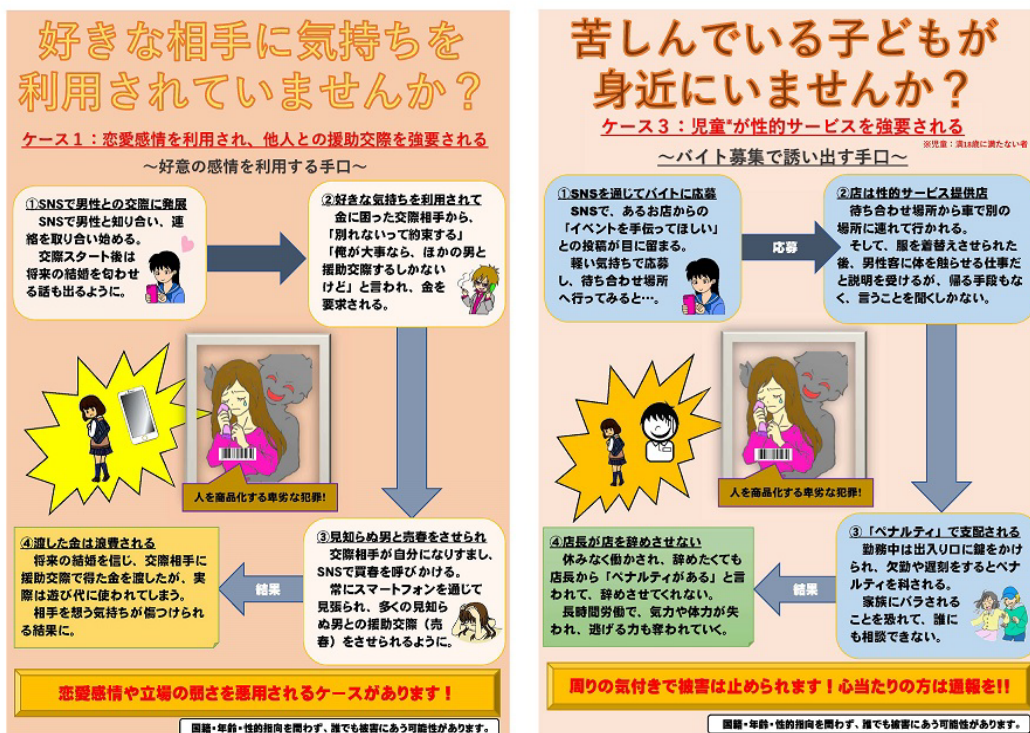 好きな相手に気持ちを
利用されていませんか？
ケース１：恋愛感情を利用され、他人との援助交際を強要される
～好意の感情を利用する手口～
①SNSで男性との交際に発展
SNSで男性と知り合い、連
絡を取り合い始める。
交際スタート後は
将来の結婚を匂わせ
る話も出るように。
②好きな気持ちを利用されて
金に困った交際相手から、
「別れないって約束する」
「俺が大事なら、ほかの男と
援助交際するしかない
けど」と言われ、金を
要求される。
人を商品化する卑劣な犯罪!
③見知らぬ男と売春をさせられ
交際相手が自分になりすまし、
SNSで買春を呼びかける。
常にスマートフォンを通じて
見張られ、多くの見知ら
ぬ男との援助交際（売
春）をさせられるように。
結果
④渡した金は浪費される
将来の結婚を信じ、交際相手に
援助交際で得た金を渡したが、実
際は遊び代に使われてしまう。
相手を想う気持ちが傷つけられ
る結果に。
恋愛感情や立場の弱さを悪用されるケースがあります！
国籍・年齢・性的指向を問わず、誰でも被害にあう可能性があります。
苦しんでいる子どもが
身近にいませんか？
ケース３：児童*が性的サービスを強要される
※児童：満18歳に満たない者
～バイト募集で誘い出す手口～
①SNSを通じてバイトに応募
SNSで、あるお店からの
「イベントを手伝ってほしい」
との投稿が目に留まる。
軽い気持ちで応募
し、待ち合わせ場所
へ行ってみると…。
応募
②店は性的サービス提供店
待ち合わせ場所から車で別の
場所に連れて行かれる。
そして、服を着替えさせられた
後、男性客に体を触らせる仕事だ
と説明を受けるが、帰る手段もな
く、言うことを聞くしかない。
人を商品化する卑劣な犯罪!
③「ペナルティ」で支配される
勤務中は出入り口に鍵をかけ
られ、欠勤や遅刻をするとペナ
ルティを科される。
家族にバラされる
ことを恐れて、誰に
も相談できない。
結果
④店長が店を辞めさせない
休みなく働かされ、辞めたくても
店長から「ペナルティがある」と言
われて、辞めさせてくれない。
長時間労働で、気力や体力が失
われ、逃げる力も奪われていく。
周りの気付きで被害は止められます！心当たりの方は通報を!!
国籍・年齢・性的指向を問わず、誰でも被害にあう可能性があります。